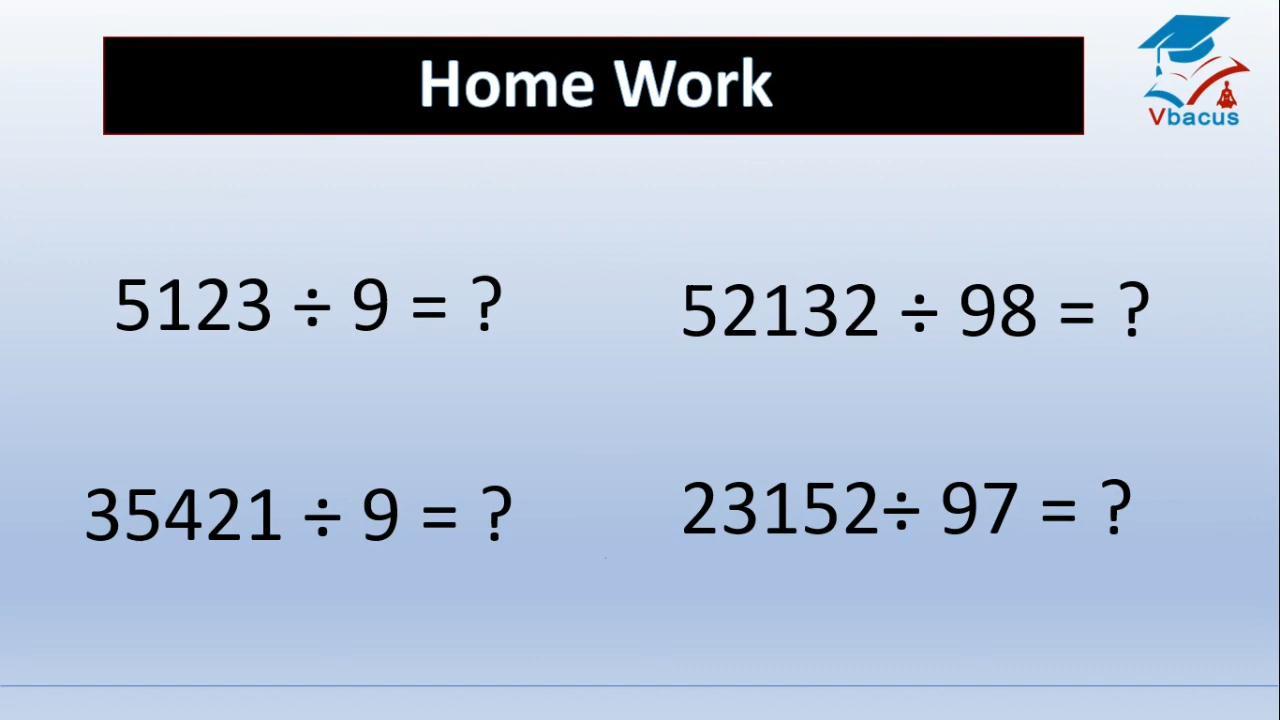 Home Work
Vbacus
5123 ÷ 9 = ?
52132 ÷ 98 = ?
35421 ÷ 9 = ?
23152÷ 97 = ?